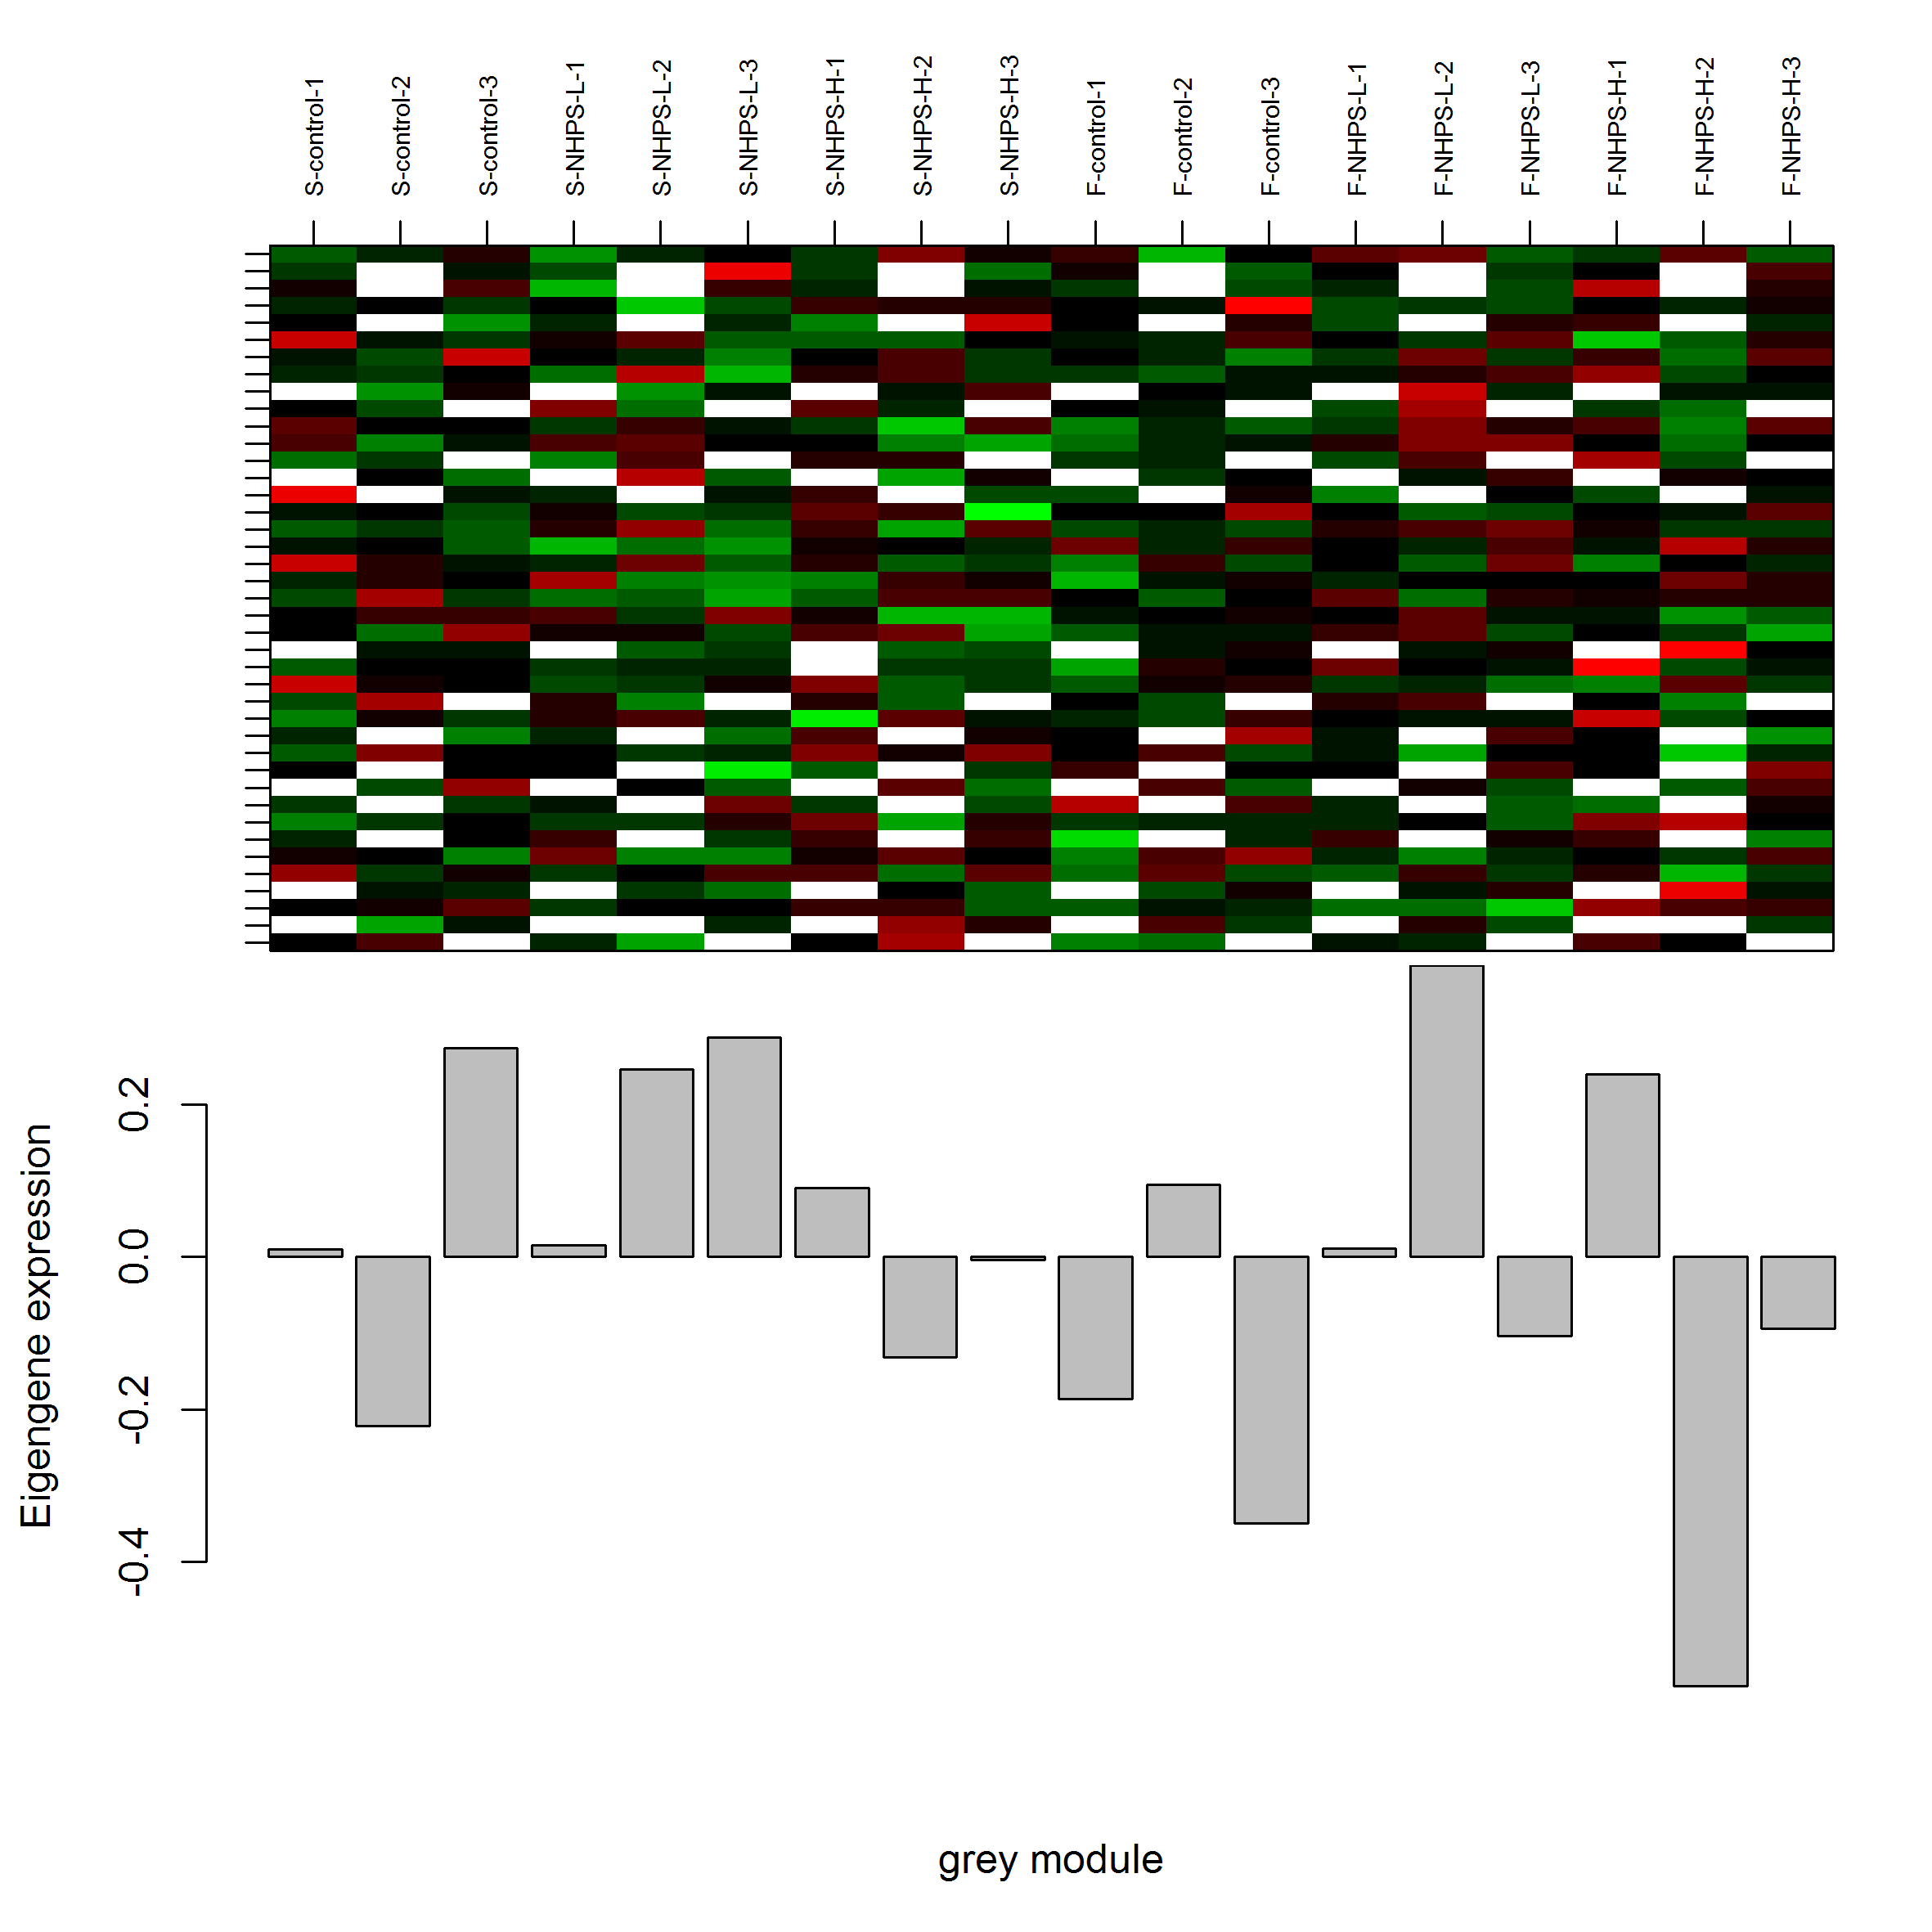 S-control-1
S-control-2
S-control-3
S-NHPS-L-1
S-NHPS-L-2
S-NHPS-L-3
S-NHPS-H-1
S-NHPS-H-2
S-NHPS-H-3
F-control-1
F-control-2
F-control-3
F-NHPS-L-1
F-NHPS-L-2
F-NHPS-L-3
F-NHPS-H-1
F-NHPS-H-2
F-NHPS-H-3
Eigengene expression
0.2
0.0
-0.2
-0.4
grey module